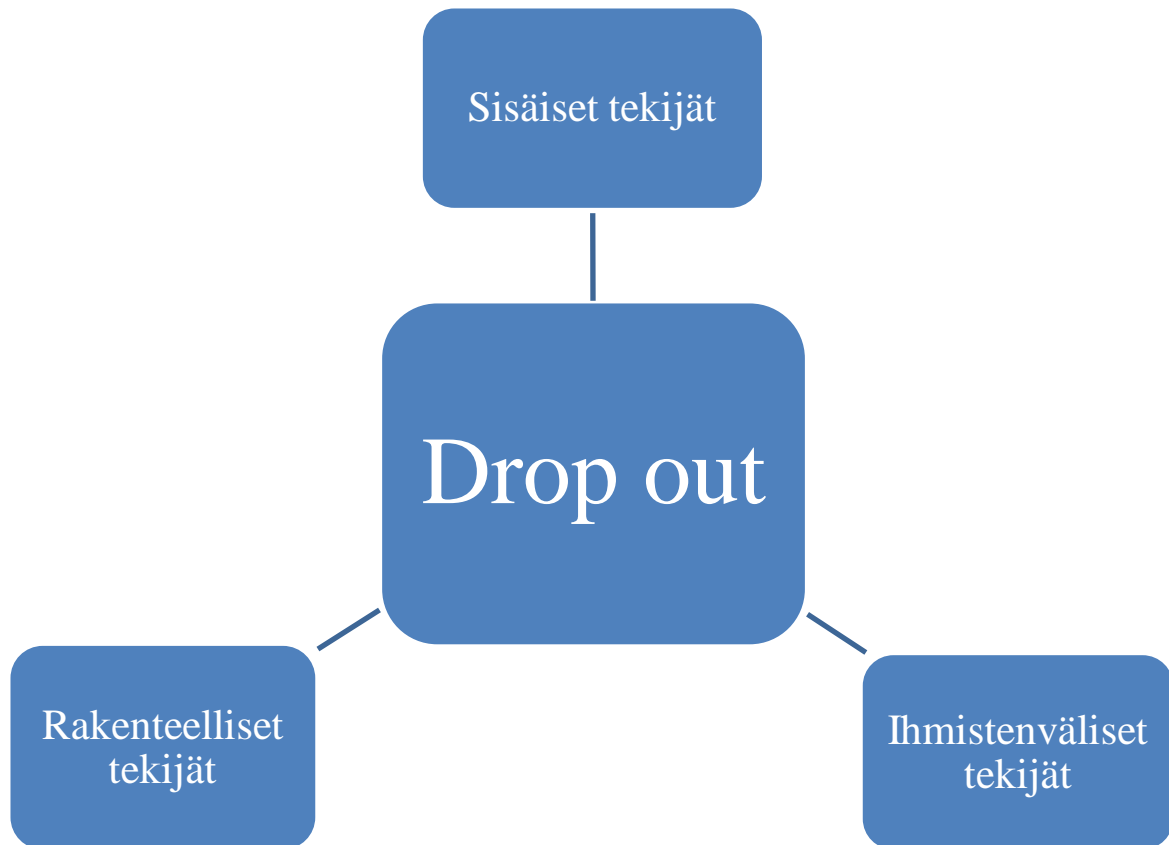 Sisäiset tekijät
Drop out
Rakenteelliset
tekijät
Ihmistenväliset
tekijät